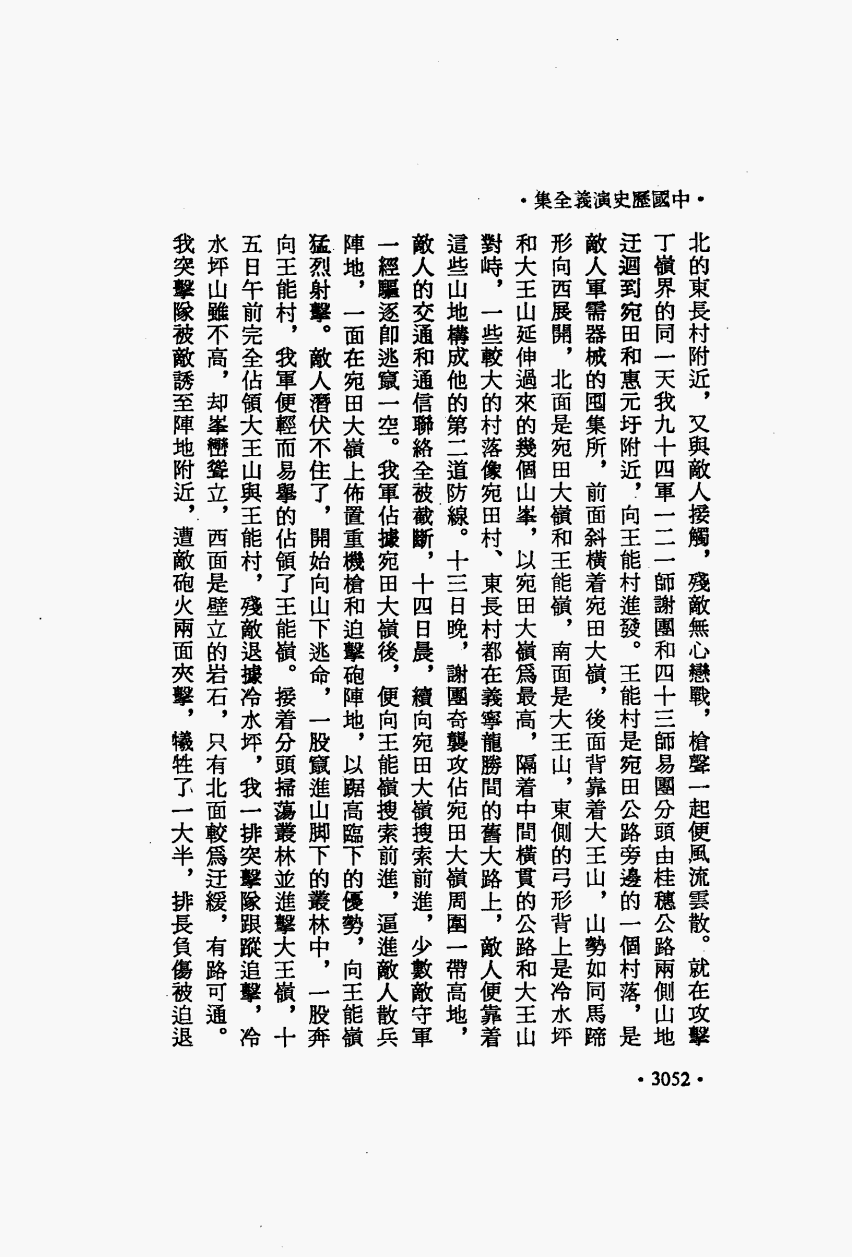 ·中國歷史演義全集·
北的東長村附近，又與敵人接觸，殘敵無心戀戰，槍聲一起便風流雲散。就在攻擊
丁嶺界的同一天我九十四軍一二一師謝團和四十三師易團分頭由桂穗公路兩側山地
迂迴到宛田和惠元圩附近，向王能村進發。王能村是宛田公路旁邊的一個村落，是
敵人軍需器械的囤集所，前面斜橫着宛田大嶺，後面背靠着大王山，山勢如同馬蹄
形向西展開，北面是宛田大嶺和王能嶺，南面是大王山，東側的弓形背上是冷水坪
和大王山延伸過來的幾個山峯，以宛田大嶺爲最高，隔着中間橫貫的公路和大王山
對峙，一些較大的村落像宛田村、東長村都在義寧龍勝間的舊大路上，敵人便靠着
這些山地構成他的第二道防線。十三日晚，謝團奇襲攻佔宛田大嶺周圍一帶高地，
敵人的交通和通信聯絡全被截斷，十四日晨，續向宛田大嶺搜索前進，少數敵守軍
一經驅逐卽逃竄一空。我軍佔據宛田大嶺後，便向王能嶺搜索前進，逼進敵人散兵
陣地，一面在宛田大嶺上佈置重機槍和迫擊砲陣地，以踞高臨下的優勢，向王能嶺
猛烈射擊。敵人潛伏不住了，開始向山下逃命，一股竄進山脚下的叢林中，一股奔
向王能村，我軍便輕而易舉的佔領了王能嶺。接着分頭掃蕩叢林並進擊大王嶺，十
五日午前完全佔領大王山與王能村，殘敵退據冷水坪，我一排突擊隊跟蹤追擊，冷
水坪山雖不高，却峯巒聳立，西面是壁立的岩石，只有北面較爲迂緩，有路可通。
我突擊隊被敵誘至陣地附近，遭敵砲火兩面夾擊，犧牲了一大半，排長負傷被迫退
·3052·